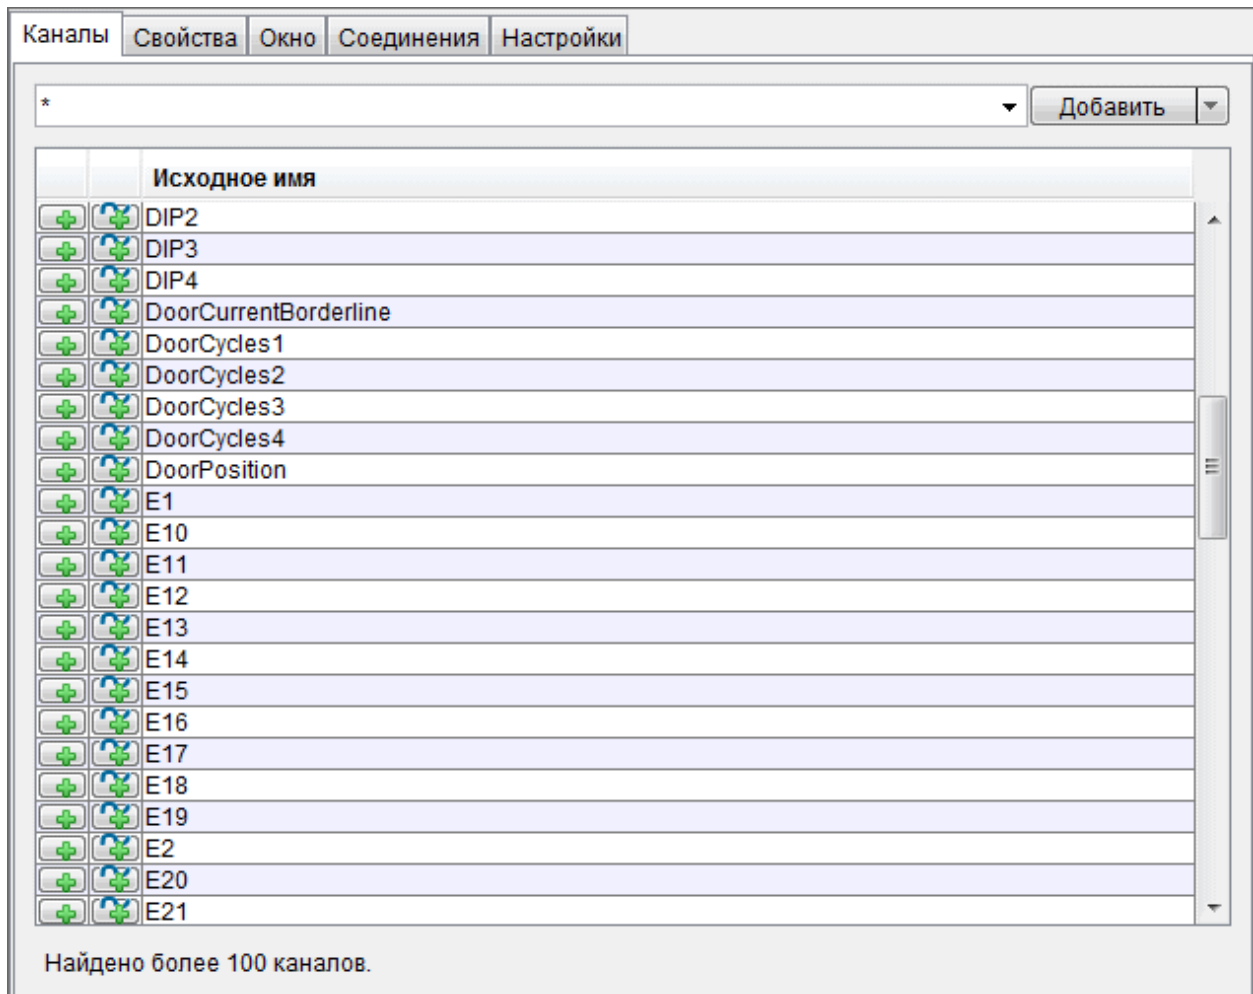 Каналы Свойства Окно Соединения Настройки
* Добавить
Исходное имя
DIP2
DIP3
DIP4
DoorCurrentBorderline
DoorCycles1
DoorCycles2
DoorCycles3
DoorCycles4
DoorPosition
E1
E10
E11
E12
E13
E14
E15
E16
E17
E18
E19
E2
E20
E21
Найдено более 100 каналов.